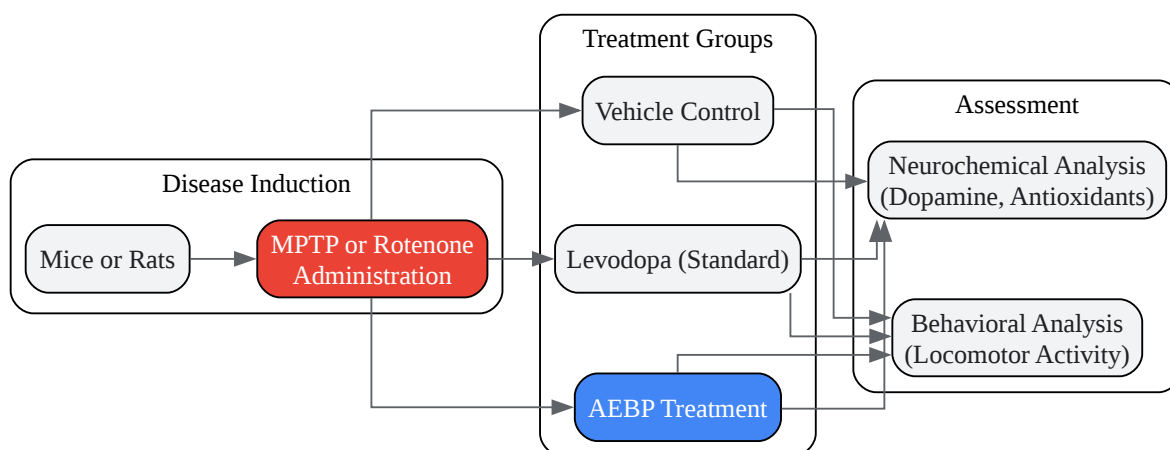 Disease Induction
Mice or Rats
MPTP or Rotenone
Administration
Treatment Groups
Vehicle Control
Levodopa (Standard)
AEBP Treatment
Assessment
Neurochemical Analysis
(Dopamine, Antioxidants)
Behavioral Analysis
(Locomotor Activity)